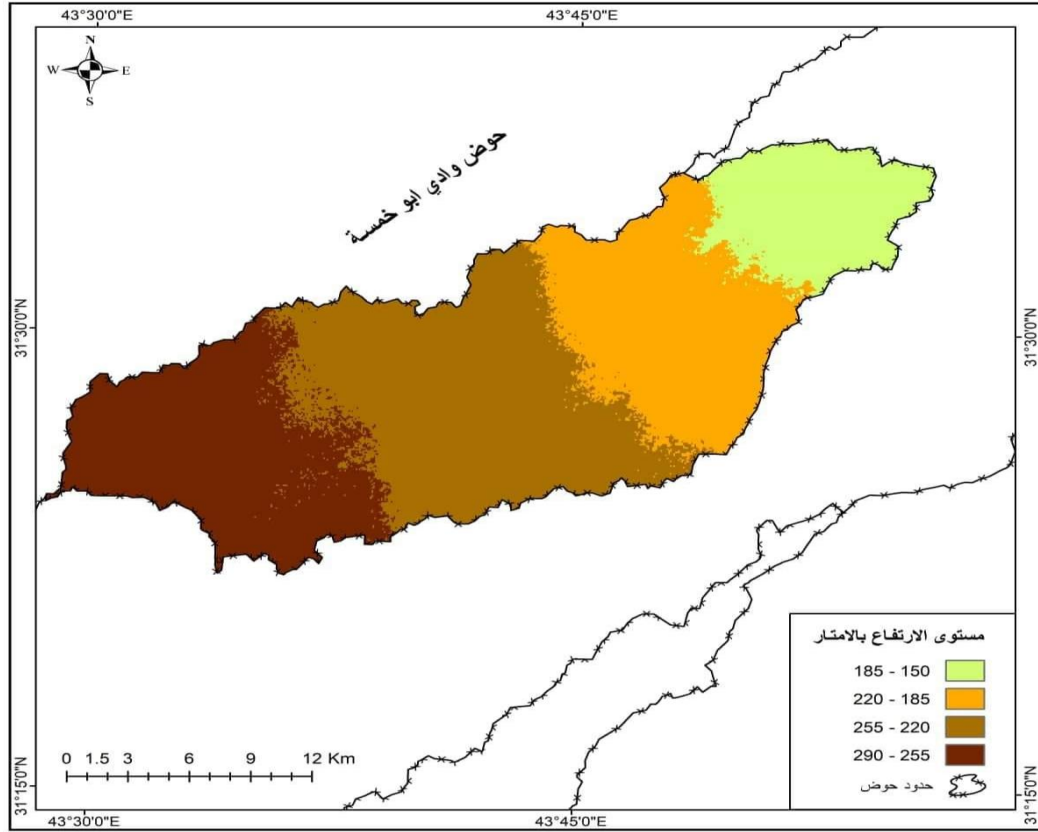 43°30'0"E
43°45'0"E
N
W E
S
حوض وادي ابو خمسة
31°30'0"N
31°30'0"N
مستوى الارتفاع بالامتار
185 - 150
220 - 185
255 - 220
290 - 255
حدود حوض
0 1.5 3 6 9 12 Km
31°15'0"N
31°15'0"N
43°30'0"E
43°45'0"E